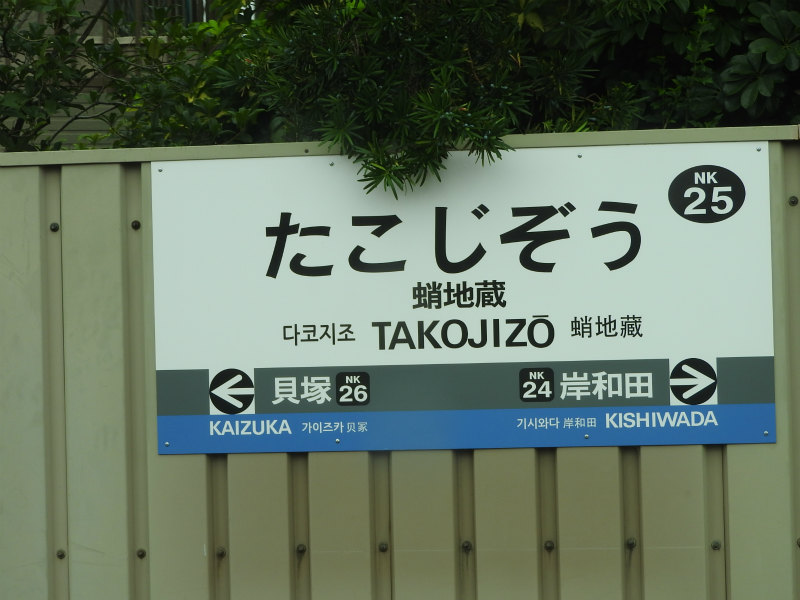 NK
25
たこじぞう
蛸地蔵
다코지조 TAKOJIZŌ 蛸地藏
貝塚 NK 26 NK 24 岸和田
KAIZUKA 가이즈카 贝冢 기시와다 岸和田 KISHIWADA